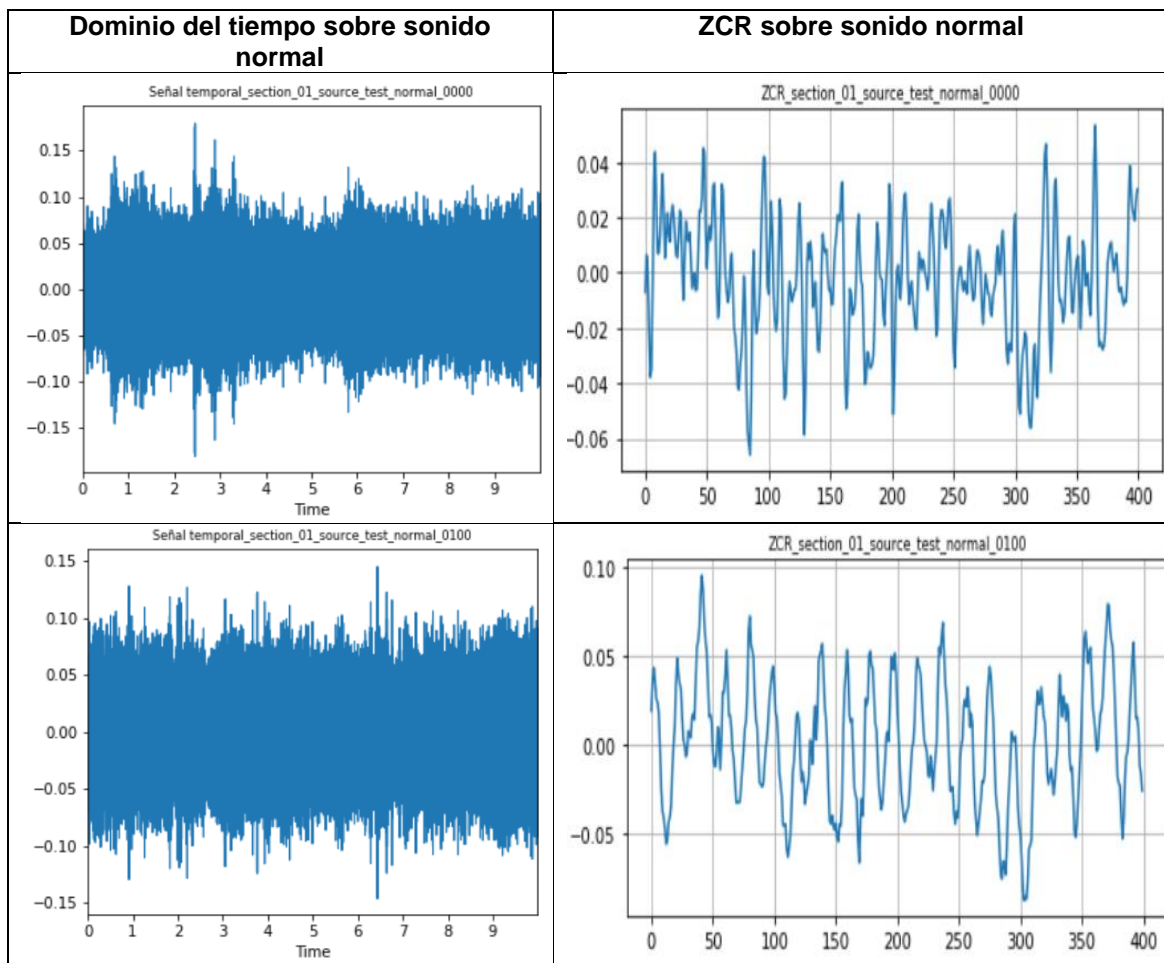 Dominio del tiempo sobre sonido
normal
ZCR sobre sonido normal
Señal temporal_section_01_source_test_normal_0000
0.15
0.10
0.05
0.00
−0.05
−0.10
−0.15
0 1 2 3 4 5 6 7 8 9
Time
ZCR_section_01_source_test_normal_0000
0.04
0.02
0.00
−0.02
−0.04
−0.06
0 50 100 150 200 250 300 350 400
Señal temporal_section_01_source_test_normal_0100
0.15
0.10
0.05
0.00
−0.05
−0.10
−0.15
0 1 2 3 4 5 6 7 8 9
Time
ZCR_section_01_source_test_normal_0100
0.10
0.05
0.00
−0.05
0 50 100 150 200 250 300 350 400